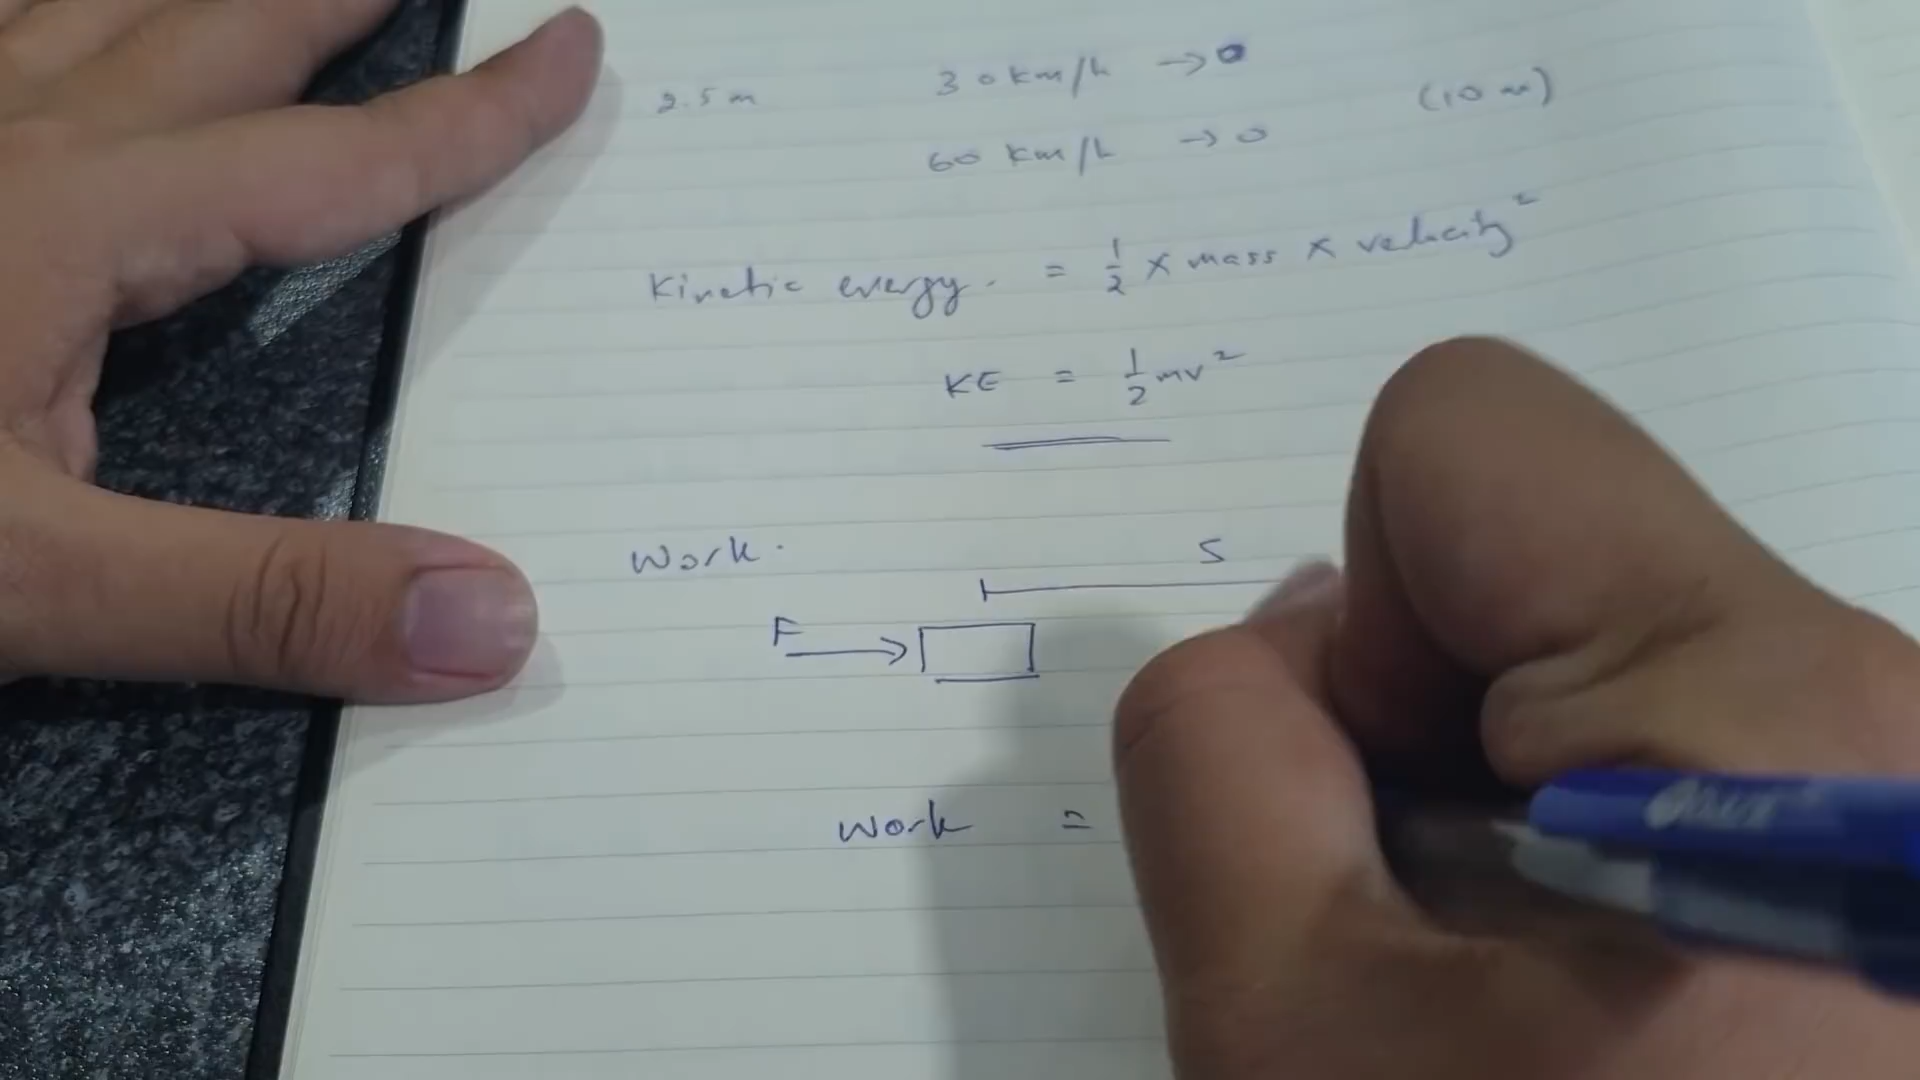 2.5 m 30 km/h → 0 (10 m)
60 km/h → 0
Kinetic energy. = 1/2 × mass × velocity²
KE = 1/2 mv²
Work.
S
F
Work =